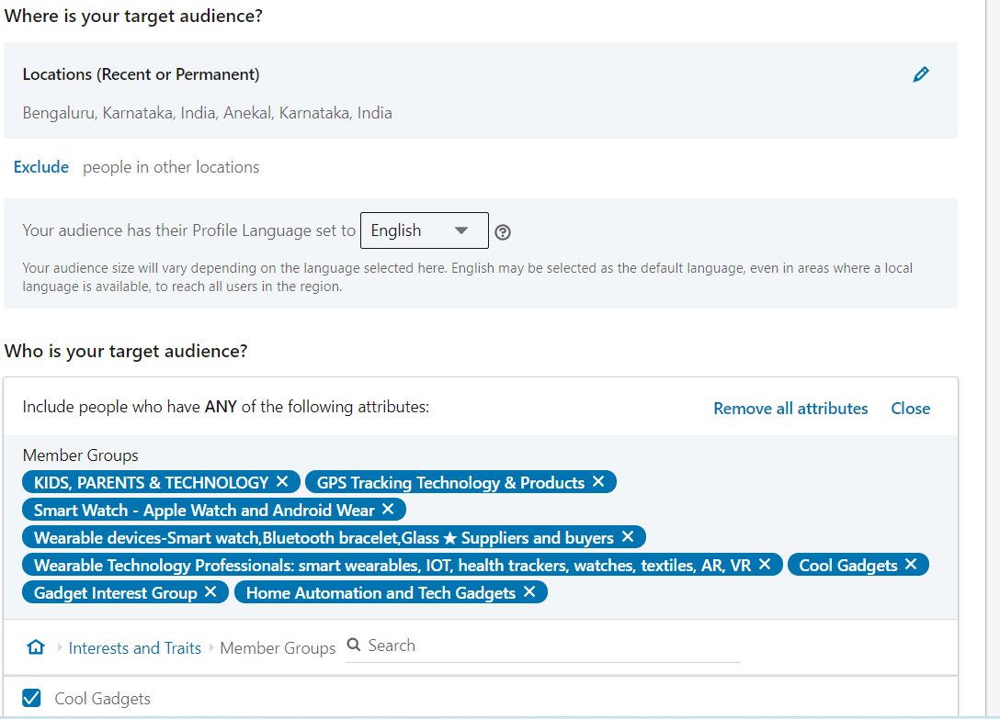 Where is your target audience?
Locations (Recent or Permanent)
Bengaluru, Karnataka, India, Anekal, Karnataka, India
Exclude people in other locations
Your audience has their Profile Language set to English
Your audience size will vary depending on the language selected here. English may be selected as the default language, even in areas where a local
language is available, to reach all users in the region.
Who is your target audience?
Include people who have ANY of the following attributes: Remove all attributes Close
Member Groups
KIDS, PARENTS & TECHNOLOGY ✕ GPS Tracking Technology & Products ✕
Smart Watch - Apple Watch and Android Wear ✕
Wearable devices-Smart watch,Bluetooth bracelet,Glass ★ Suppliers and buyers ✕
Wearable Technology Professionals: smart wearables, IOT, health trackers, watches, textiles, AR, VR ✕ Cool Gadgets ✕
Gadget Interest Group ✕ Home Automation and Tech Gadgets ✕
Interests and Traits Member Groups Search
Cool Gadgets